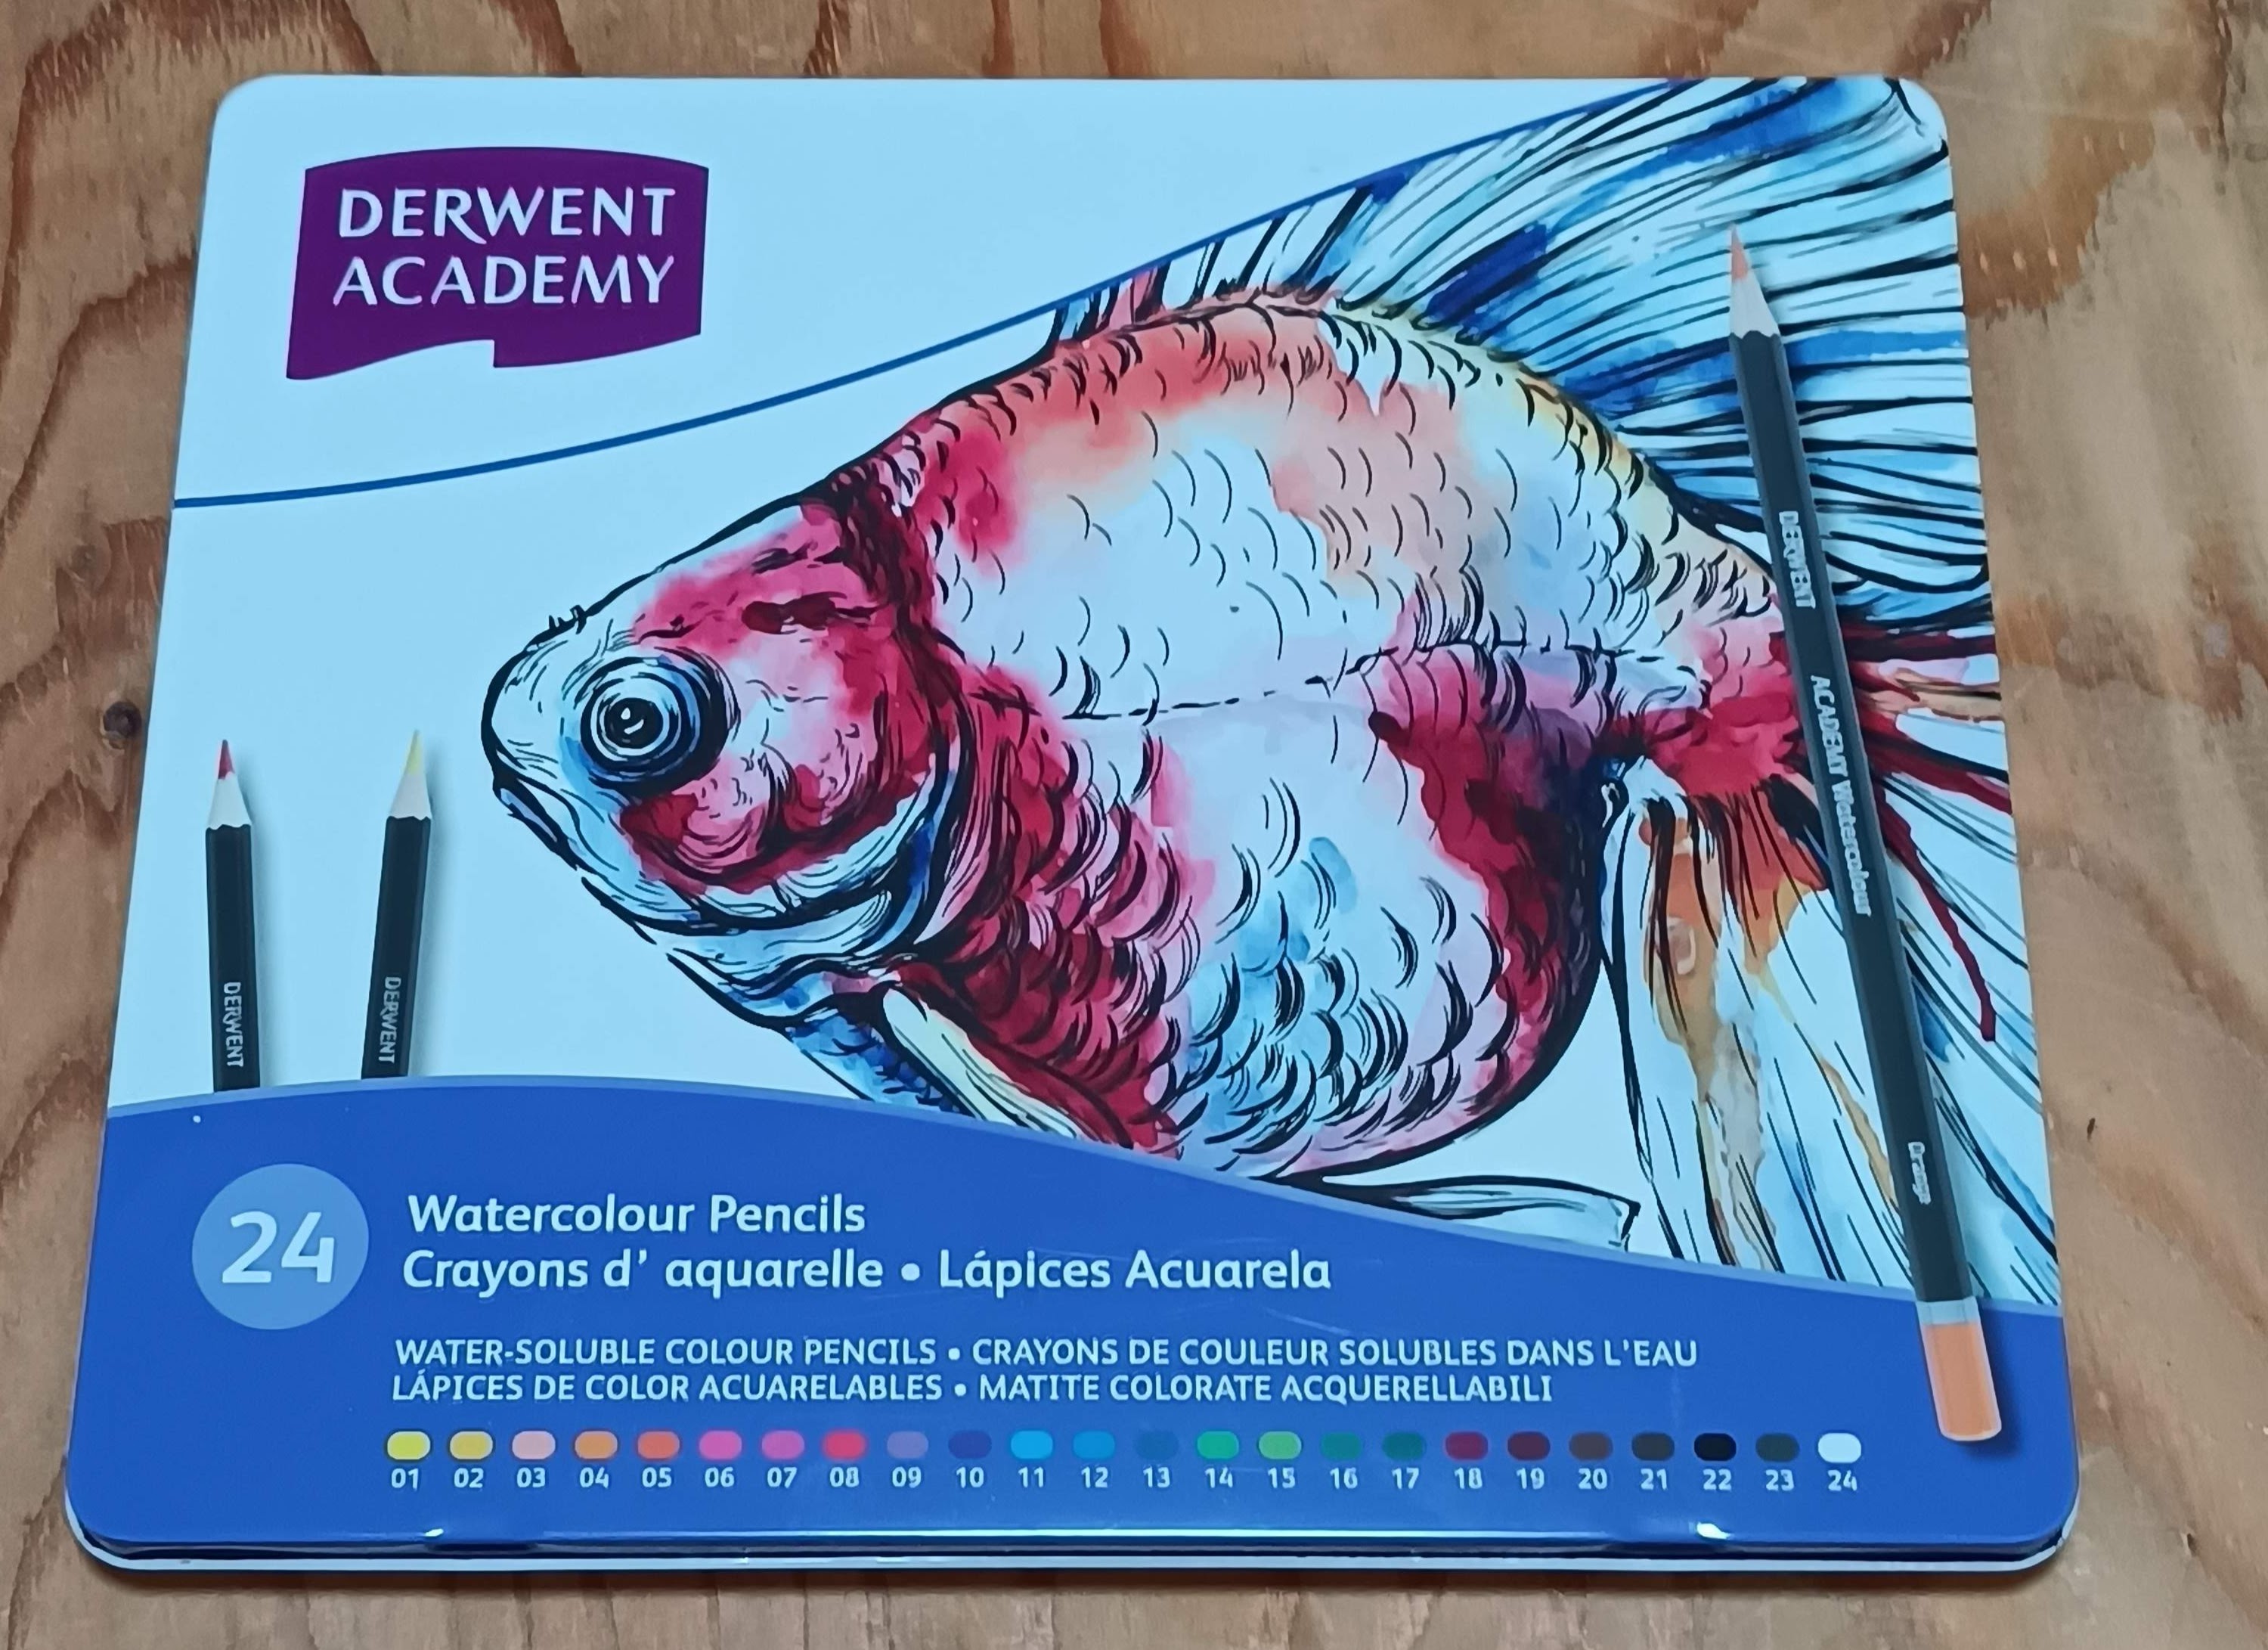 DERWENT
ACADEMY
DERWENT
DERWENT
DERWENT ACADEMY Watercolour Orange
24
Watercolour Pencils
Crayons d' aquarelle • Lápices Acuarela
WATER-SOLUBLE COLOUR PENCILS • CRAYONS DE COULEUR SOLUBLES DANS L'EAU
LÁPICES DE COLOR ACUARELABLES • MATITE COLORATE ACQUERELLABILI
01 02 03 04 05 06 07 08 09 10 11 12 13 14 15 16 17 18 19 20 21 22 23 24